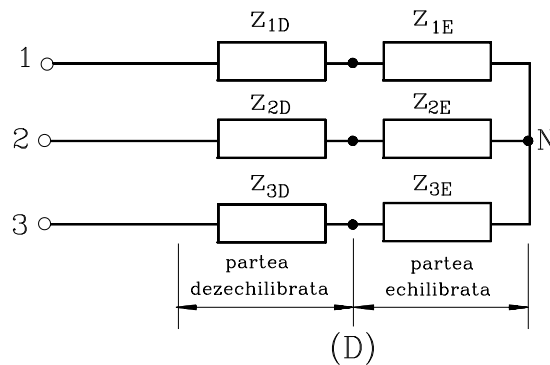 Z1D Z1E
1
Z2D Z2E
2 N
Z3D Z3E
3
partea partea
dezechilibrata echilibrata
(D)